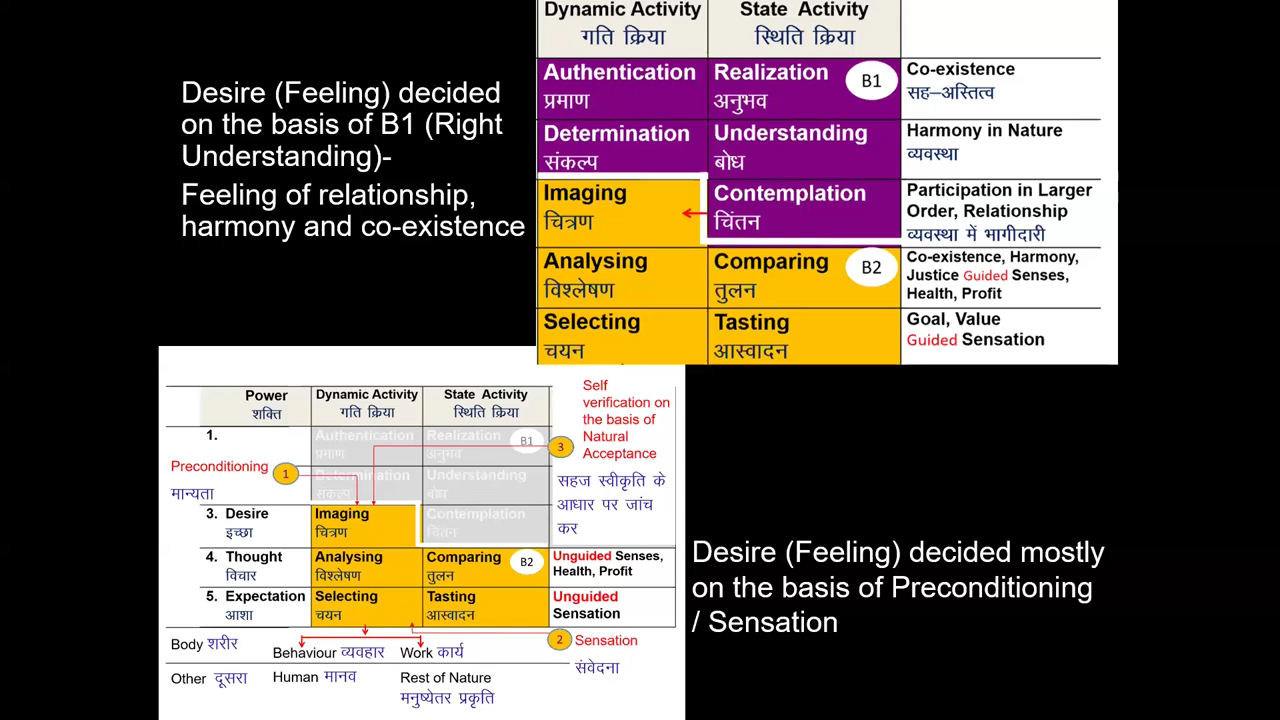 Desire (Feeling) decided
on the basis of B1 (Right
Understanding)-
Feeling of relationship,
harmony and co-existence
Dynamic Activity State Activity
गति क्रिया स्थिति क्रिया
Authentication Realization B1 Co-existence
प्रमाण अनुभव सह–अस्तित्व
Determination Understanding Harmony in Nature
संकल्प बोध व्यवस्था
Imaging Contemplation Participation in Larger
Order, Relationship
चित्रण चिंतन व्यवस्था में भागीदारी
Analysing Comparing B2 Co-existence, Harmony,
Justice Guided Senses,
विश्लेषण तुलन Health, Profit
Selecting Tasting Goal, Value
Guided Sensation
चयन आस्वादन
Power Dynamic Activity State Activity
शक्ति गति क्रिया स्थिति क्रिया
Self
verification on
the basis of
Natural
Acceptance
सहज स्वीकृति के
आधार पर जांच
कर
3
1. Authentication Realization B1
प्रमाण अनुभव
Preconditioning 1
मान्यता
Determination Understanding
संकल्प बोध
3. Desire Imaging Contemplation
इच्छा चित्रण चिंतन
4. Thought Analysing Comparing B2 Unguided Senses,
Health, Profit
विचार विश्लेषण तुलन
5. Expectation Selecting Tasting Unguided
Sensation
आशा चयन आस्वादन
Body शरीर Behaviour व्यवहार Work कार्य
2 Sensation
संवेदना
Other दूसरा Human मानव Rest of Nature
मनुष्येतर प्रकृति
Desire (Feeling) decided mostly
on the basis of Preconditioning
/ Sensation